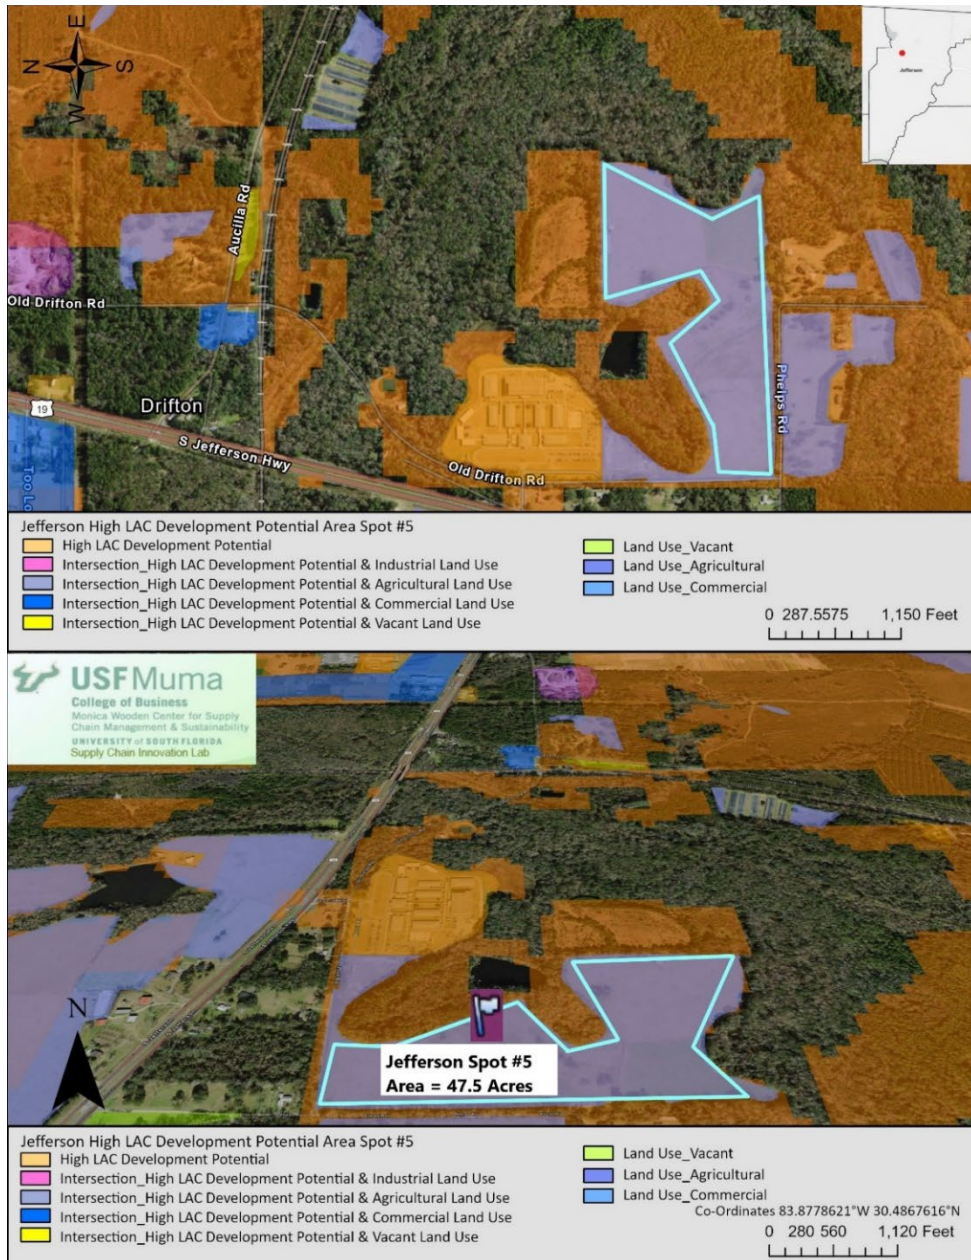 E
N
S
W
Jefferson
Aucilla Rd
Old Drifton Rd
19
Drifton
Phelps Rd
S Jefferson Hwy
Old Drifton Rd
Too Lo
Jefferson High LAC Development Potential Area Spot #5
High LAC Development Potential
Intersection_High LAC Development Potential & Industrial Land Use
Intersection_High LAC Development Potential & Agricultural Land Use
Intersection_High LAC Development Potential & Commercial Land Use
Intersection_High LAC Development Potential & Vacant Land Use
Land Use_Vacant
Land Use_Agricultural
Land Use_Commercial
0 287.5575 1,150 Feet
USF Muma
College of Business
Monica Wooden Center for Supply
Chain Management & Sustainability
UNIVERSITY of SOUTH FLORIDA
Supply Chain Innovation Lab
N
Jefferson Spot #5
Area = 47.5 Acres
Jefferson High LAC Development Potential Area Spot #5
High LAC Development Potential
Intersection_High LAC Development Potential & Industrial Land Use
Intersection_High LAC Development Potential & Agricultural Land Use
Intersection_High LAC Development Potential & Commercial Land Use
Intersection_High LAC Development Potential & Vacant Land Use
Land Use_Vacant
Land Use_Agricultural
Land Use_Commercial
Co-Ordinates 83.8778621°W 30.4867616°N
0 280 560 1,120 Feet